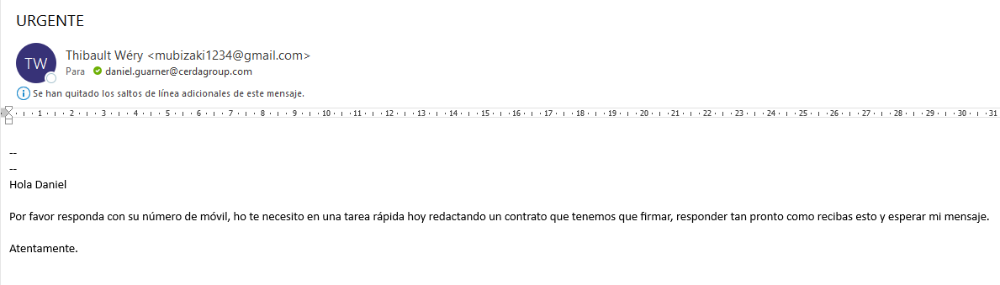 URGENTE
TW
Thibault Wéry <mubizaki1234@gmail.com>
Para daniel.guarner@cerdagroup.com
Se han quitado los saltos de línea adicionales de este mensaje.
1 2 3 4 5 6 7 8 9 10 11 12 13 14 15 16 17 18 19 20 21 22 23 24 25 26 27 28 29 30 31
--
--
Hola Daniel
Por favor responda con su número de móvil, ho te necesito en una tarea rápida hoy redactando un contrato que tenemos que firmar, responder tan pronto como recibas esto y esperar mi mensaje.
Atentamente.